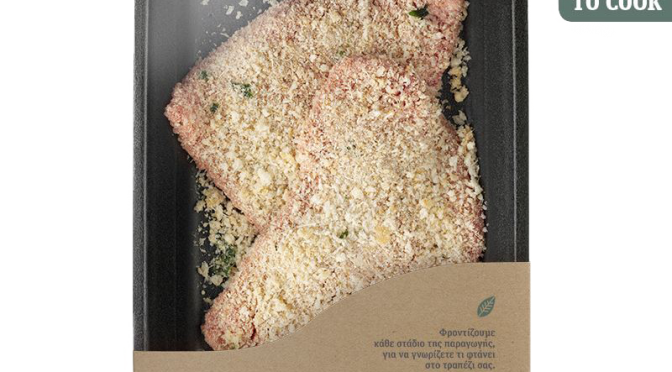 TO COOK
Φροντίζουμε
κάθε στάδιο της παραγωγής,
για να γνωρίζετε τι φτάνει
στο τραπέζι σας.